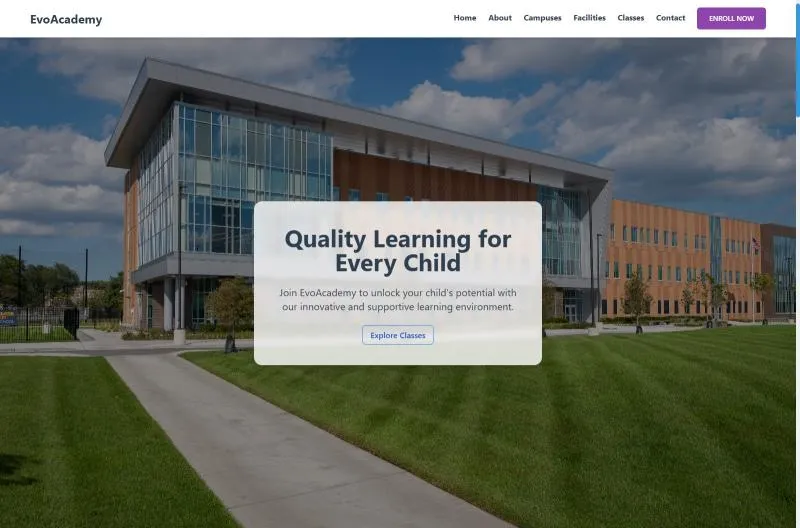 EvoAcademy
Home About Campuses Facilities Classes Contact ENROLL NOW
Quality Learning for
Every Child
Join EvoAcademy to unlock your child's potential with
our innovative and supportive learning environment.
Explore Classes